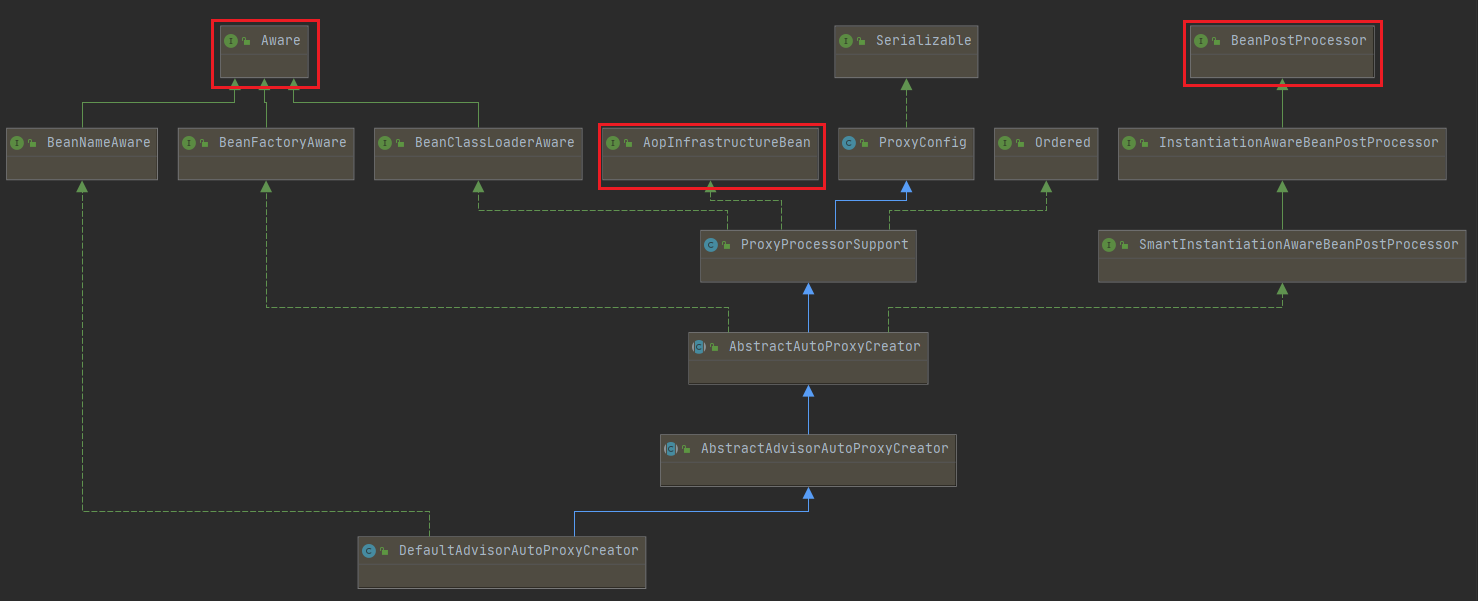 Aware
Serializable
BeanPostProcessor
BeanNameAware
BeanFactoryAware
BeanClassLoaderAware
AopInfrastructureBean
ProxyConfig
Ordered
InstantiationAwareBeanPostProcessor
ProxyProcessorSupport
SmartInstantiationAwareBeanPostProcessor
AbstractAutoProxyCreator
AbstractAdvisorAutoProxyCreator
DefaultAdvisorAutoProxyCreator